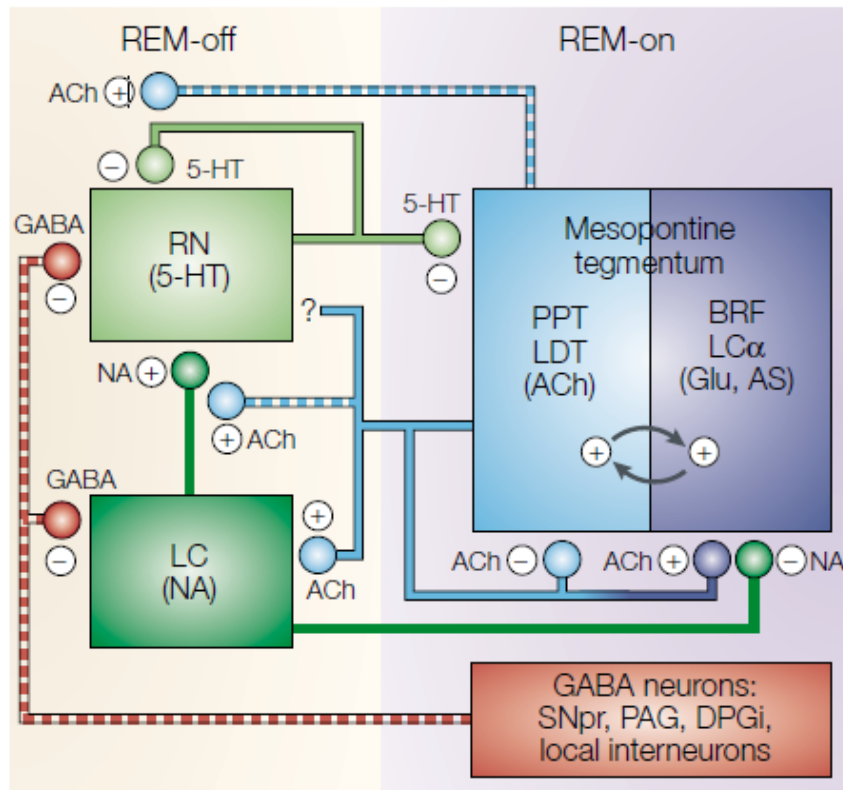 REM-off
REM-on
ACh +
− 5-HT
GABA
−
RN
(5-HT)
5-HT
−
Mesopontine
tegmentum
PPT
LDT
(ACh)
BRF
LCα
(Glu, AS)
?
NA +
+ ACh
+ +
GABA
−
LC
(NA)
+
ACh
ACh −
ACh +
− NA
GABA neurons:
SNpr, PAG, DPGi,
local interneurons